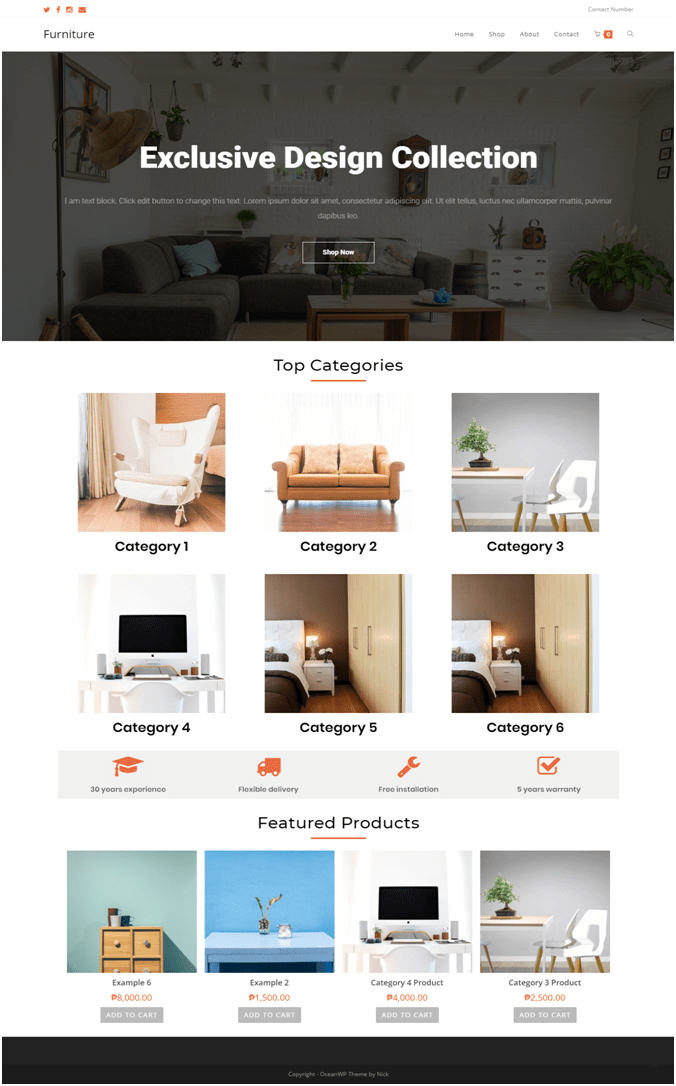 Contact Number
Furniture
Home Shop About Contact 0
Exclusive Design Collection
I am text block. Click edit button to change this text. Lorem ipsum dolor sit amet, consectetur adipiscing elit. Ut elit tellus, luctus nec ullamcorper mattis, pulvinar
dapibus leo.
Shop Now
Top Categories
Category 1 Category 2 Category 3
Category 4 Category 5 Category 6
30 years experience Flexible delivery Free installation 5 years warranty
Featured Products
Example 6 Example 2 Category 4 Product Category 3 Product
₱8,000.00 ₱1,500.00 ₱4,000.00 ₱2,500.00
ADD TO CART ADD TO CART ADD TO CART ADD TO CART
Copyright - OceanWP Theme by Nick